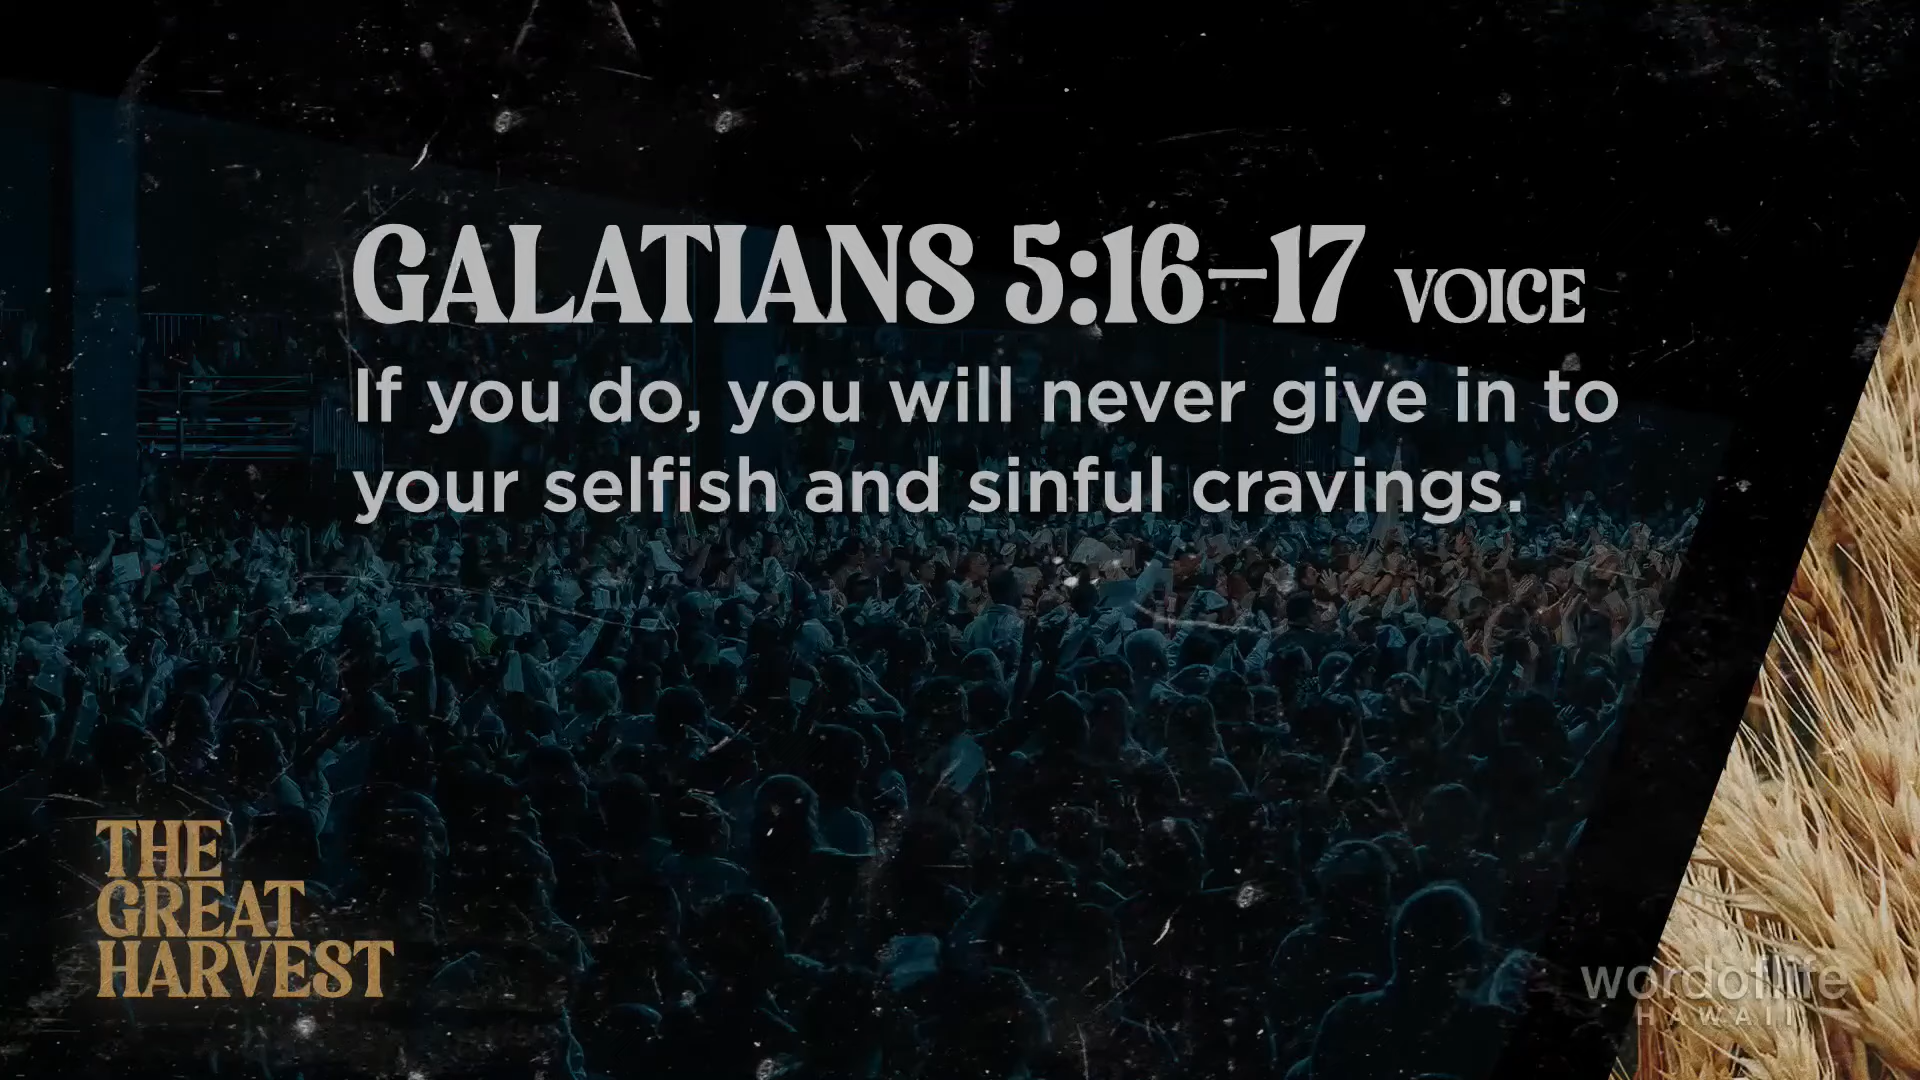 GALATIANS 5:16–17 VOICE
If you do, you will never give in to
your selfish and sinful cravings.
THE
GREAT
HARVEST
wordoflife
HAWAII